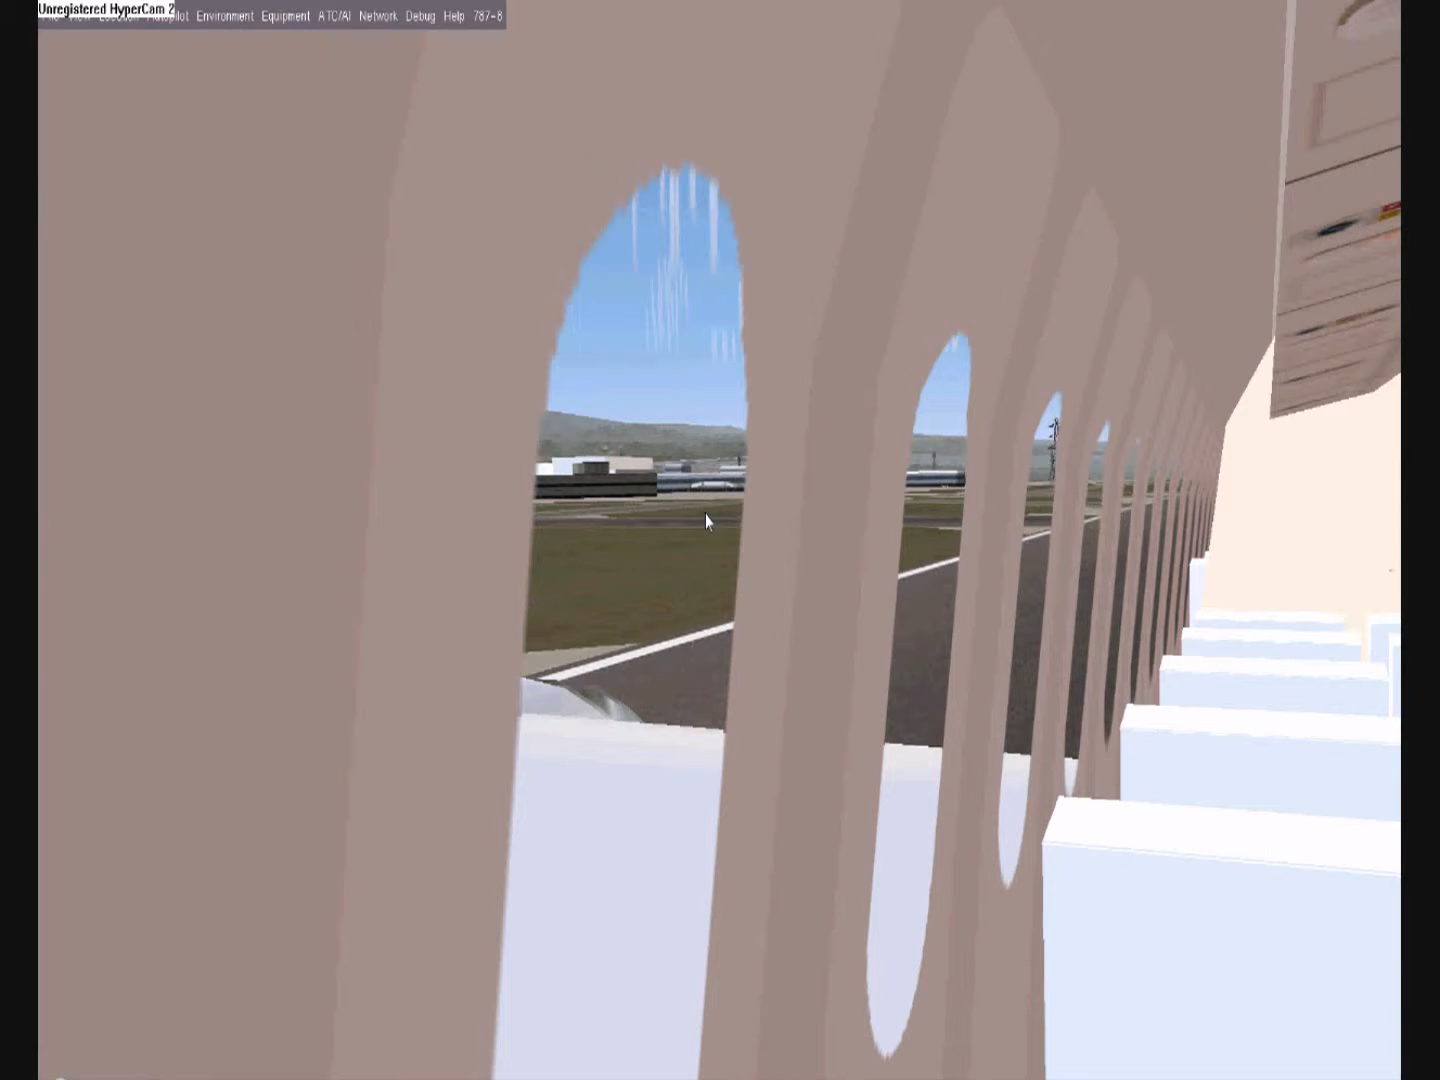 Unregistered HyperCam 2
Environment Equipment ATC/AI Network Debug Help 787-8